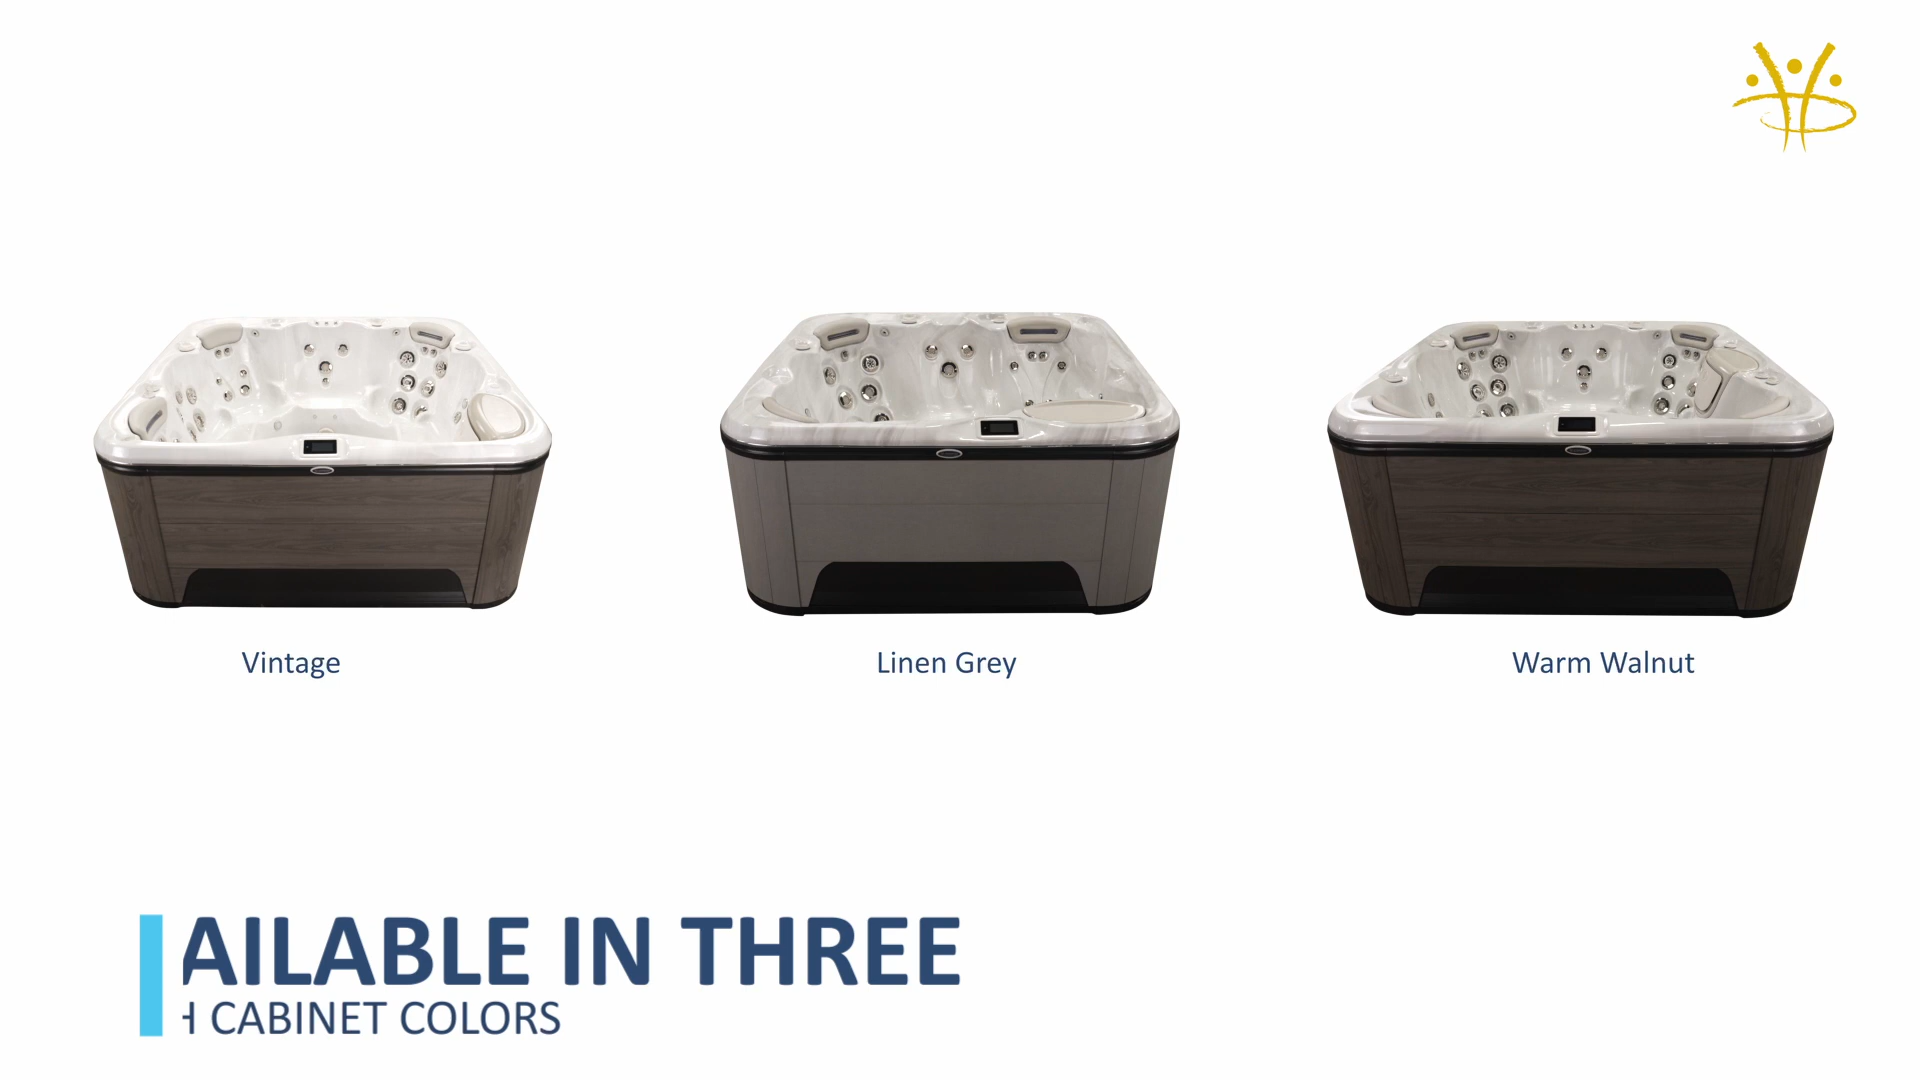 Vintage
Linen Grey
Warm Walnut
AILABLE IN THREE
CABINET COLORS